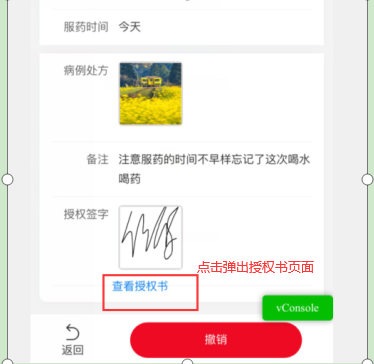 服药时间 今天
病例处方
备注 注意服药的时间不早样忘记了这次喝水
喝药
授权签字
点击弹出授权书页面
查看授权书
vConsole
返回 撤销